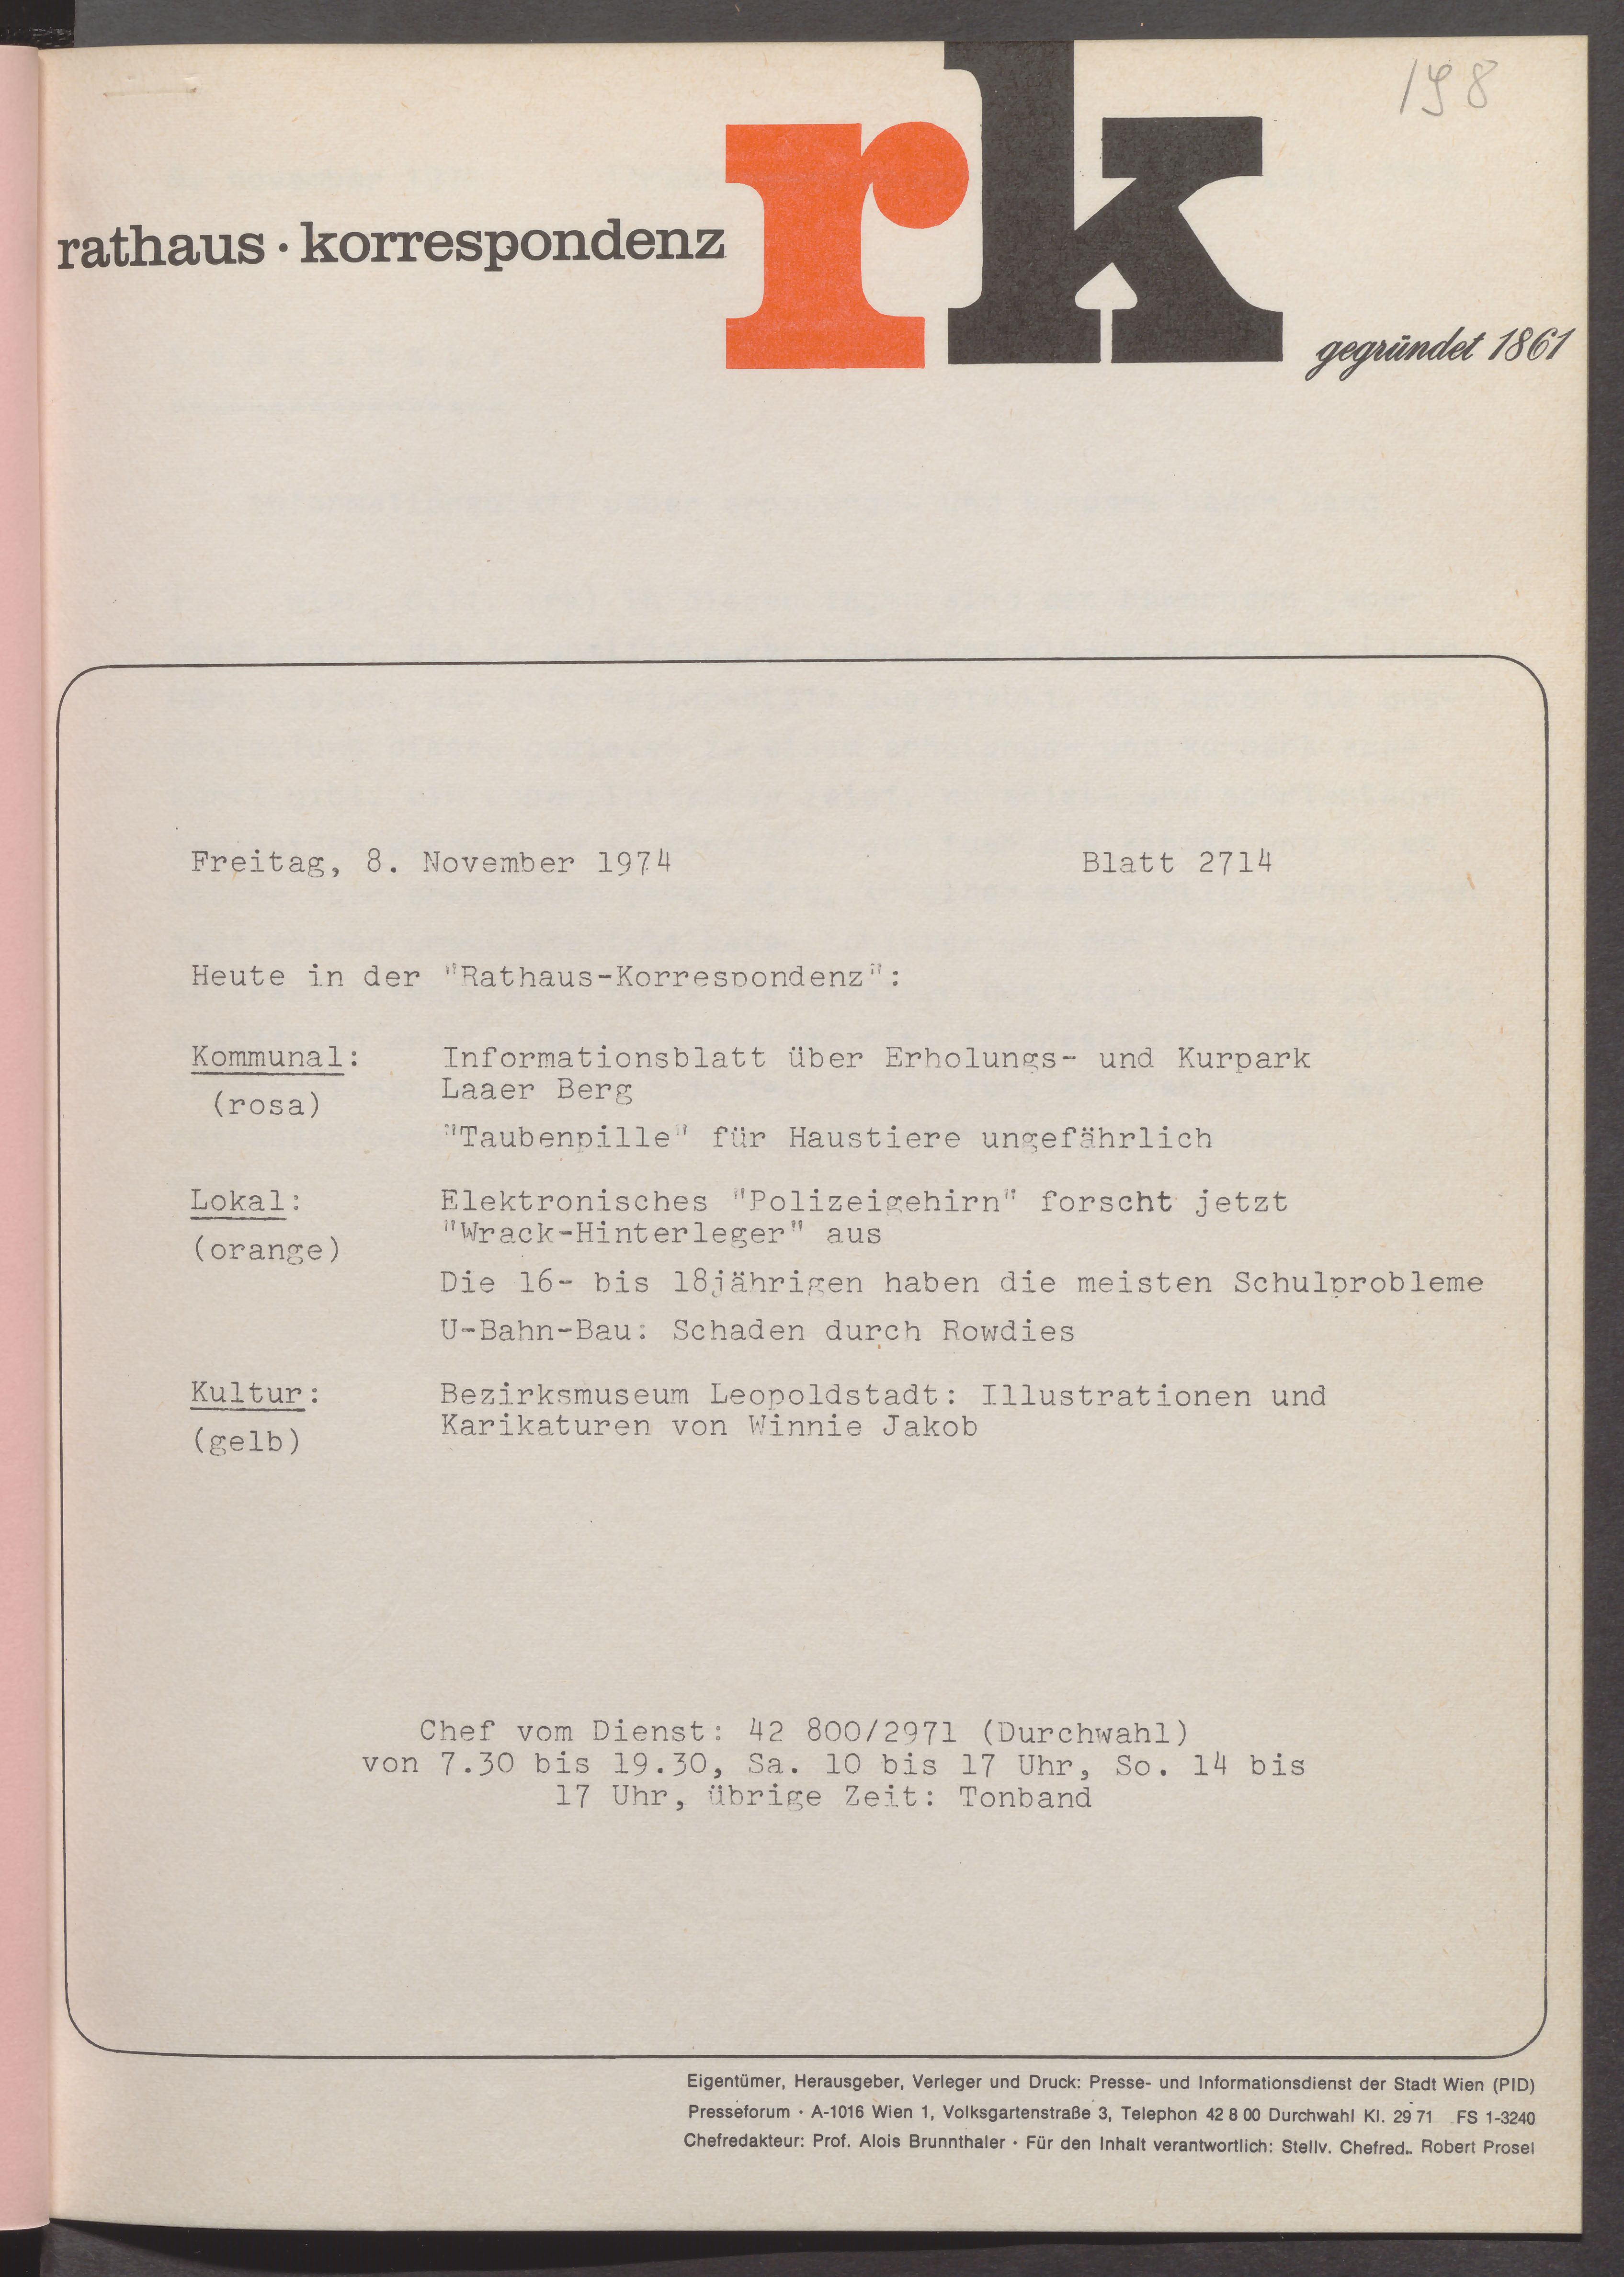 198
rk
rathaus · korrespondenz
gegründet 1861
Freitag, 8. November 1974 Blatt 2714
Heute in der "Rathaus-Korrespondenz":
Kommunal: Informationsblatt über Erholungs- und Kurpark
Laaer Berg
(rosa)
"Taubenpille" für Haustiere ungefährlich
Lokal: Elektronisches "Polizeigehirn" forscht jetzt
"Wrack-Hinterleger" aus
(orange)
Die 16- bis 18jährigen haben die meisten Schulprobleme
U-Bahn-Bau: Schaden durch Rowdies
Kultur: Bezirksmuseum Leopoldstadt: Illustrationen und
Karikaturen von Winnie Jakob
(gelb)
Chef vom Dienst: 42 800/2971 (Durchwahl)
von 7.30 bis 19.30, Sa. 10 bis 17 Uhr, So. 14 bis
17 Uhr, übrige Zeit: Tonband
Eigentümer, Herausgeber, Verleger und Druck: Presse- und Informationsdienst der Stadt Wien (PID)
Presseforum · A-1016 Wien 1, Volksgartenstraße 3, Telephon 42 8 00 Durchwahl Kl. 29 71 FS 1-3240
Chefredakteur: Prof. Alois Brunnthaler · Für den Inhalt verantwortlich: Stellv. Chefred.. Robert Prosel